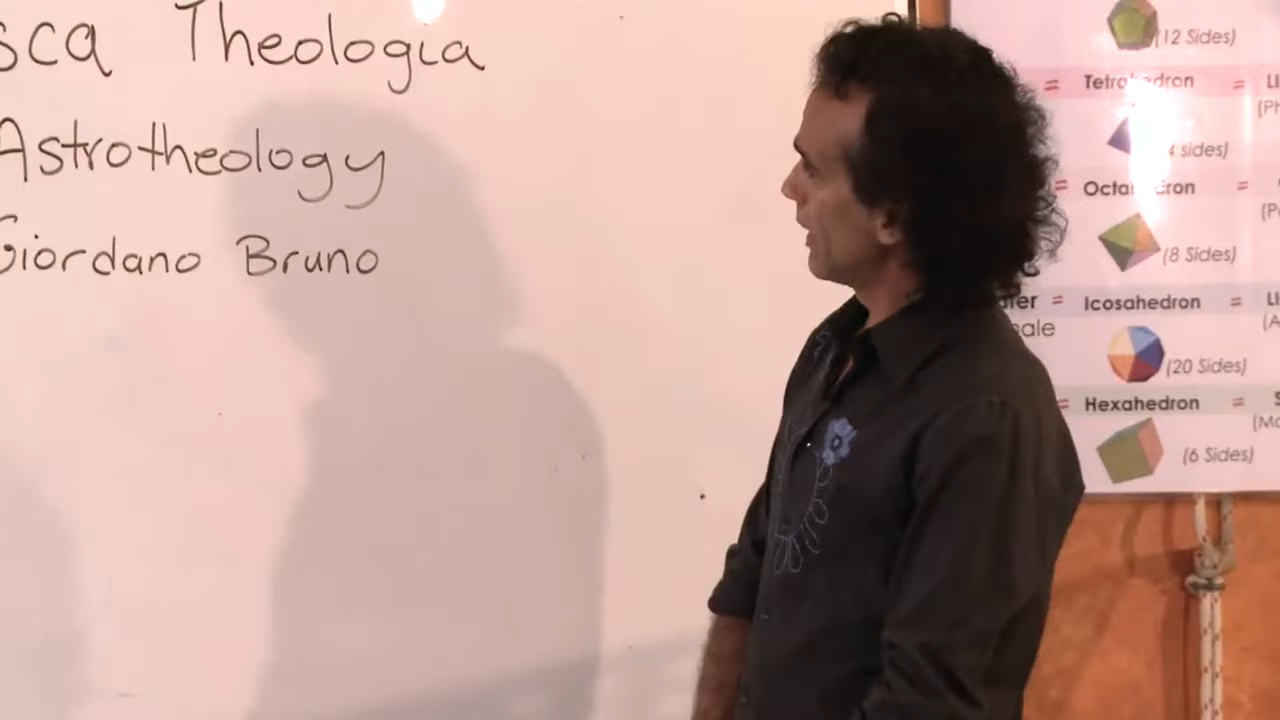 sca Theologia
Astrotheology
Giordano Bruno
(12 Sides)
= Tetrahedron =
4 sides)
= Octahedron =
(8 Sides)
= Icosahedron =
(20 Sides)
= Hexahedron =
(6 Sides)